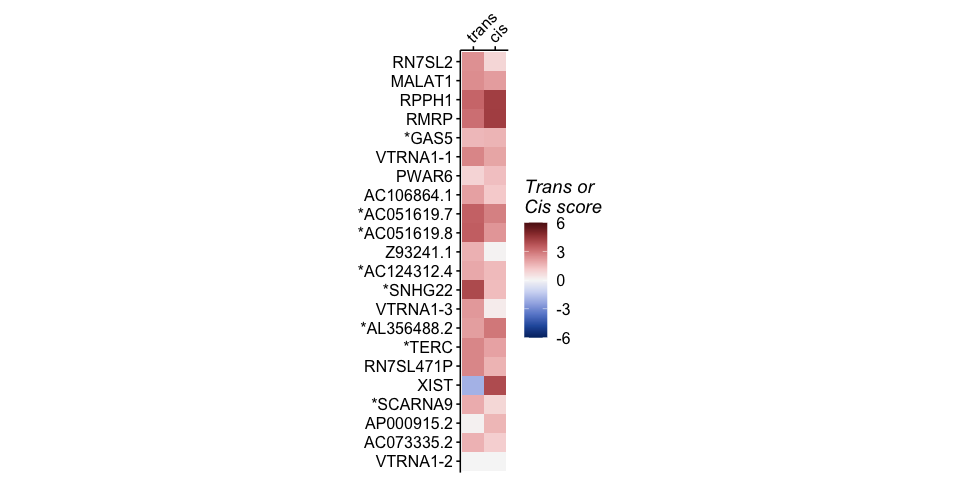 trans
cis
RN7SL2
MALAT1
RPPH1
RMRP
*GAS5
VTRNA1-1
PWAR6
AC106864.1
*AC051619.7
*AC051619.8
Z93241.1
*AC124312.4
*SNHG22
VTRNA1-3
*AL356488.2
*TERC
RN7SL471P
XIST
*SCARNA9
AP000915.2
AC073335.2
VTRNA1-2
Trans or
Cis score
6
3
0
-3
-6